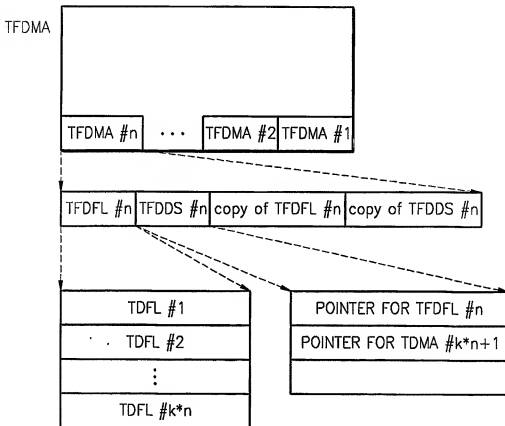 TFDMA
TFDMA #n ... TFDMA #2 TFDMA #1
TFDFL #n TFDDS #n copy of TFDFL #n copy of TFDDS #n
TDFL #1
TDFL #2
⋮
TDFL #k*n
POINTER FOR TFDFL #n
POINTER FOR TDMA #k*n+1